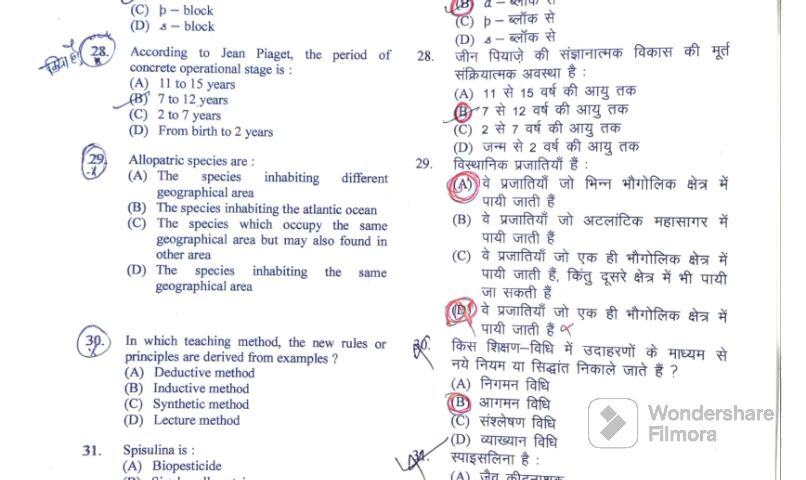 (C) p – block
(D) s – block
28. According to Jean Piaget, the period of
concrete operational stage is :
(A) 11 to 15 years
(B) 7 to 12 years
(C) 2 to 7 years
(D) From birth to 2 years
29. Allopatric species are :
(A) The species inhabiting different
geographical area
(B) The species inhabiting the atlantic ocean
(C) The species which occupy the same
geographical area but may also found in
other area
(D) The species inhabiting the same
geographical area
30. In which teaching method, the new rules or
principles are derived from examples ?
(A) Deductive method
(B) Inductive method
(C) Synthetic method
(D) Lecture method
31. Spisulina is :
(A) Biopesticide
(B) d – ब्लॉक से
(C) p – ब्लॉक से
(D) s – ब्लॉक से
28. जीन पियाज़े की संज्ञानात्मक विकास की मूर्त
संक्रियात्मक अवस्था है :
(A) 11 से 15 वर्ष की आयु तक
(B) 7 से 12 वर्ष की आयु तक
(C) 2 से 7 वर्ष की आयु तक
(D) जन्म से 2 वर्ष की आयु तक
29. विस्थानिक प्रजातियाँ हैं :
(A) वे प्रजातियाँ जो भिन्न भौगोलिक क्षेत्र में
पायी जाती हैं
(B) वे प्रजातियाँ जो अटलांटिक महासागर में
पायी जाती हैं
(C) वे प्रजातियाँ जो एक ही भौगोलिक क्षेत्र में
पायी जाती हैं, किंतु दूसरे क्षेत्र में भी पायी
जा सकती हैं
(D) वे प्रजातियाँ जो एक ही भौगोलिक क्षेत्र में
पायी जाती हैं
30. किस शिक्षण–विधि में उदाहरणों के माध्यम से
नये नियम या सिद्धांत निकाले जाते हैं ?
(A) निगमन विधि
(B) आगमन विधि
(C) संश्लेषण विधि
(D) व्याख्यान विधि
31. स्पाइसलिना है :
(A) जैव कीटनाशक
Wondershare
Filmora